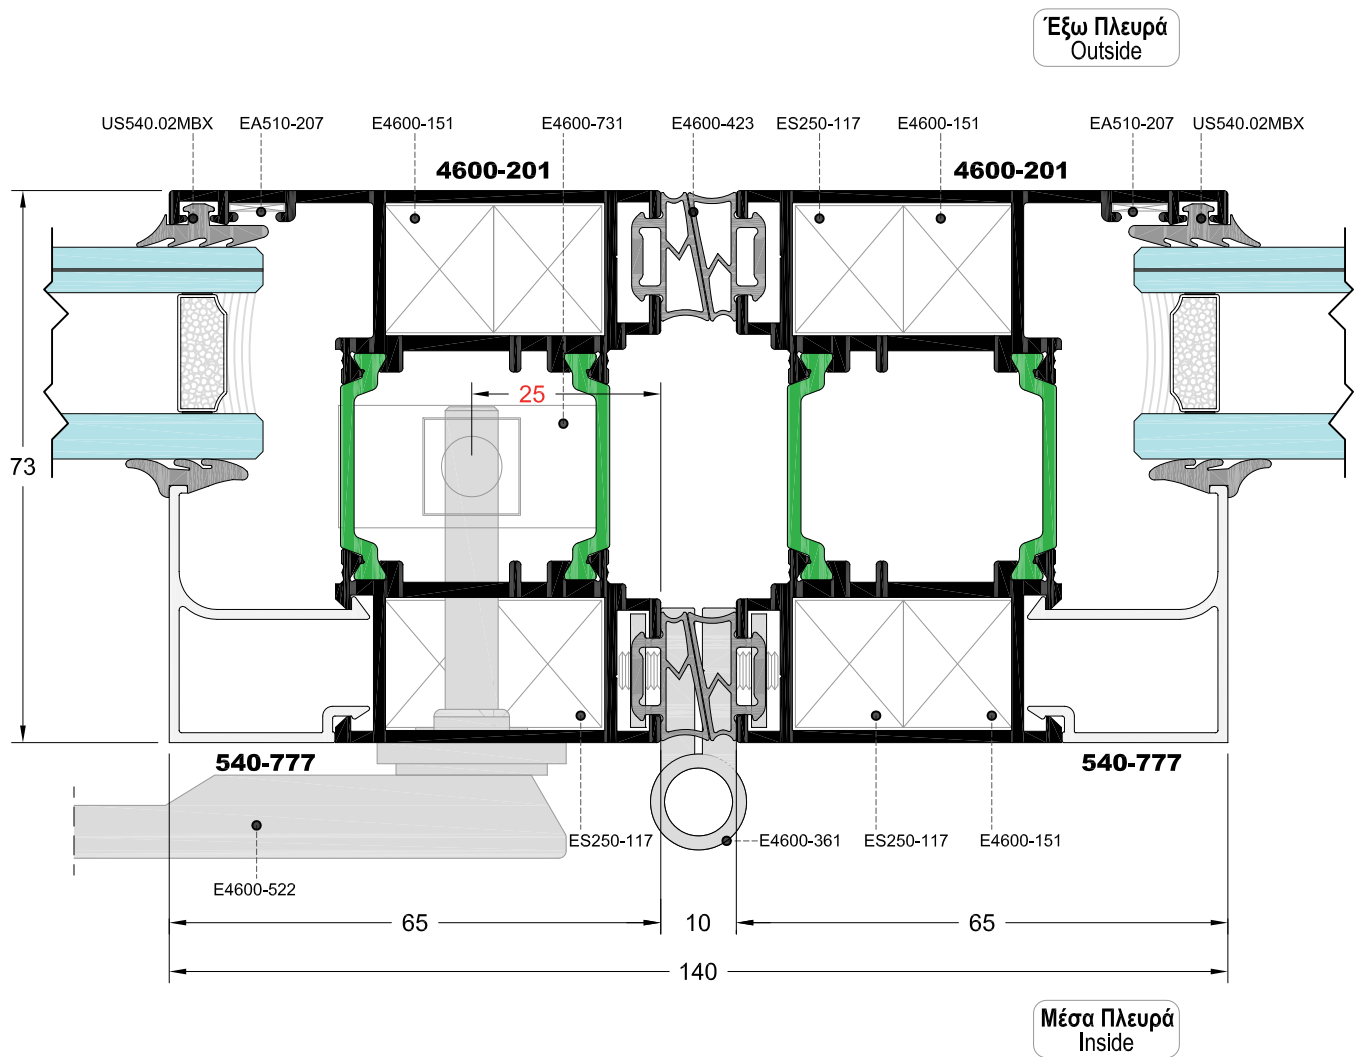 Έξω Πλευρά
Outside
US540.02MBX EA510-207 E4600-151 E4600-731 E4600-423 ES250-117 E4600-151 EA510-207 US540.02MBX
4600-201 4600-201
25
73
540-777 540-777
ES250-117 E4600-361 ES250-117 E4600-151
E4600-522
65 10 65
140
Μέσα Πλευρά
Inside